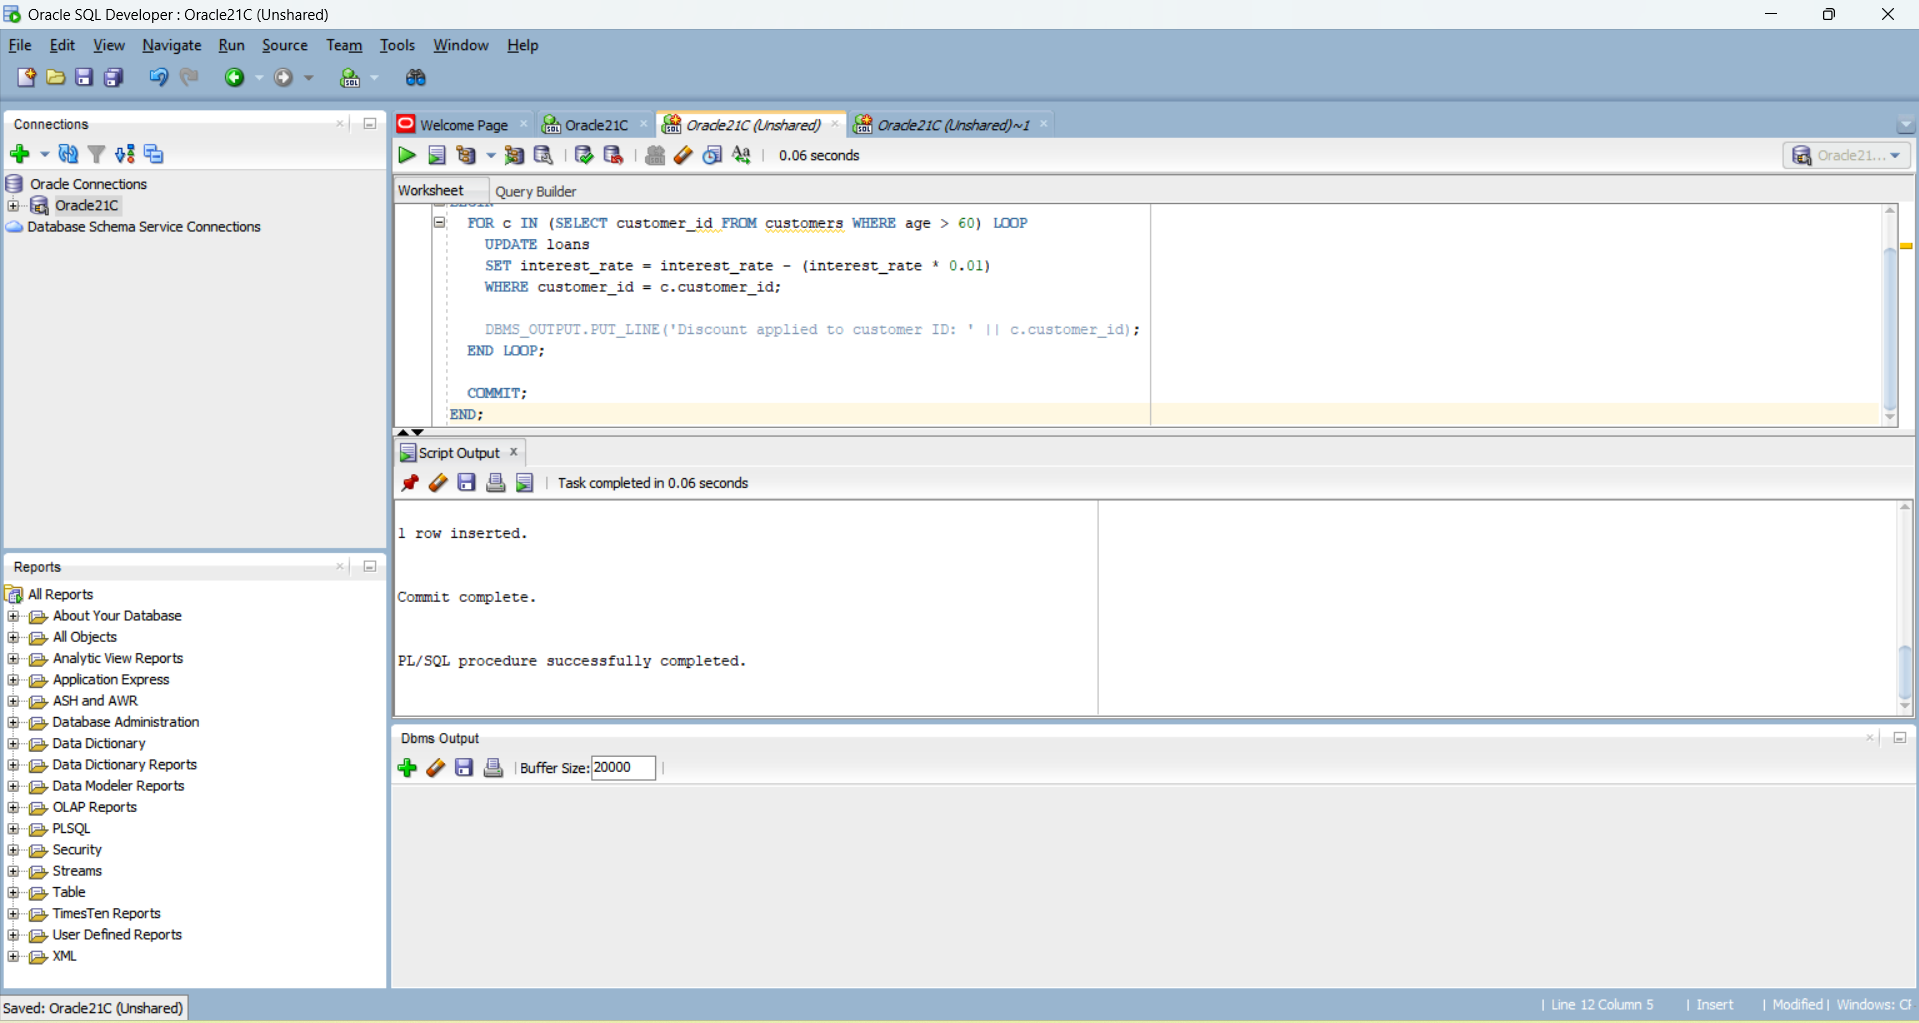 Oracle SQL Developer : Oracle21C (Unshared)
File Edit View Navigate Run Source Team Tools Window Help
Connections
Oracle Connections
Oracle21C
Database Schema Service Connections
Welcome Page
Oracle21C
Oracle21C (Unshared)
Oracle21C (Unshared)~1
0.06 seconds
Oracle21...
Worksheet
Query Builder
FOR c IN (SELECT customer_id FROM customers WHERE age > 60) LOOP
UPDATE loans
SET interest_rate = interest_rate - (interest_rate * 0.01)
WHERE customer_id = c.customer_id;
DBMS_OUTPUT.PUT_LINE('Discount applied to customer ID: ' || c.customer_id);
END LOOP;
COMMIT;
END;
Script Output
Task completed in 0.06 seconds
1 row inserted.
Commit complete.
PL/SQL procedure successfully completed.
Reports
All Reports
About Your Database
All Objects
Analytic View Reports
Application Express
ASH and AWR
Database Administration
Data Dictionary
Data Dictionary Reports
Data Modeler Reports
OLAP Reports
PLSQL
Security
Streams
Table
TimesTen Reports
User Defined Reports
XML
Dbms Output
Buffer Size: 20000
Saved: Oracle21C (Unshared)
| Line 12 Column 5 | Insert | Modified | Windows: